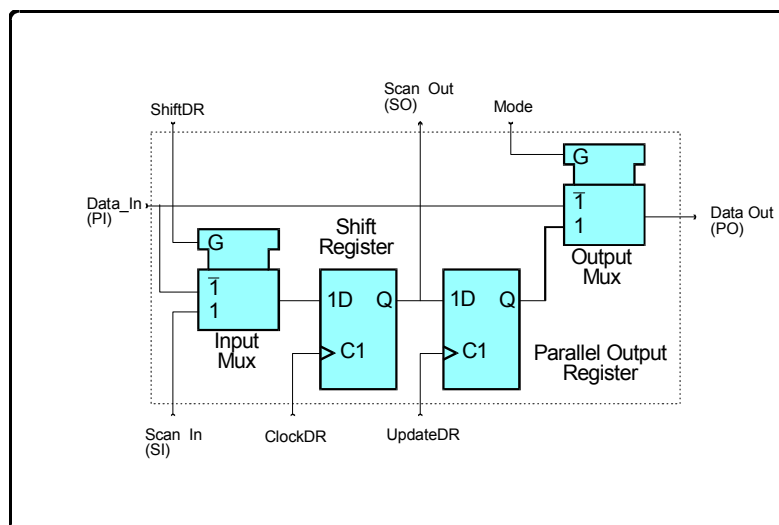 Scan Out
(SO)
Mode
ShiftDR
G
Data_In
(PI)
1
1
Data Out
(PO)
Shift
Register
G
Output
Mux
1
1
1D
Q
1D
Q
Input
Mux
C1
C1
Parallel Output
Register
Scan In
(SI)
ClockDR
UpdateDR